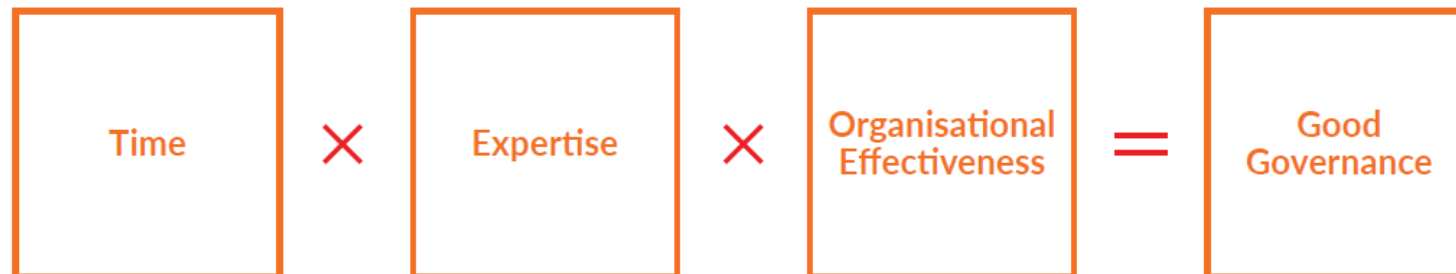 Time
×
Expertise
×
Organisational
Effectiveness
=
Good
Governance